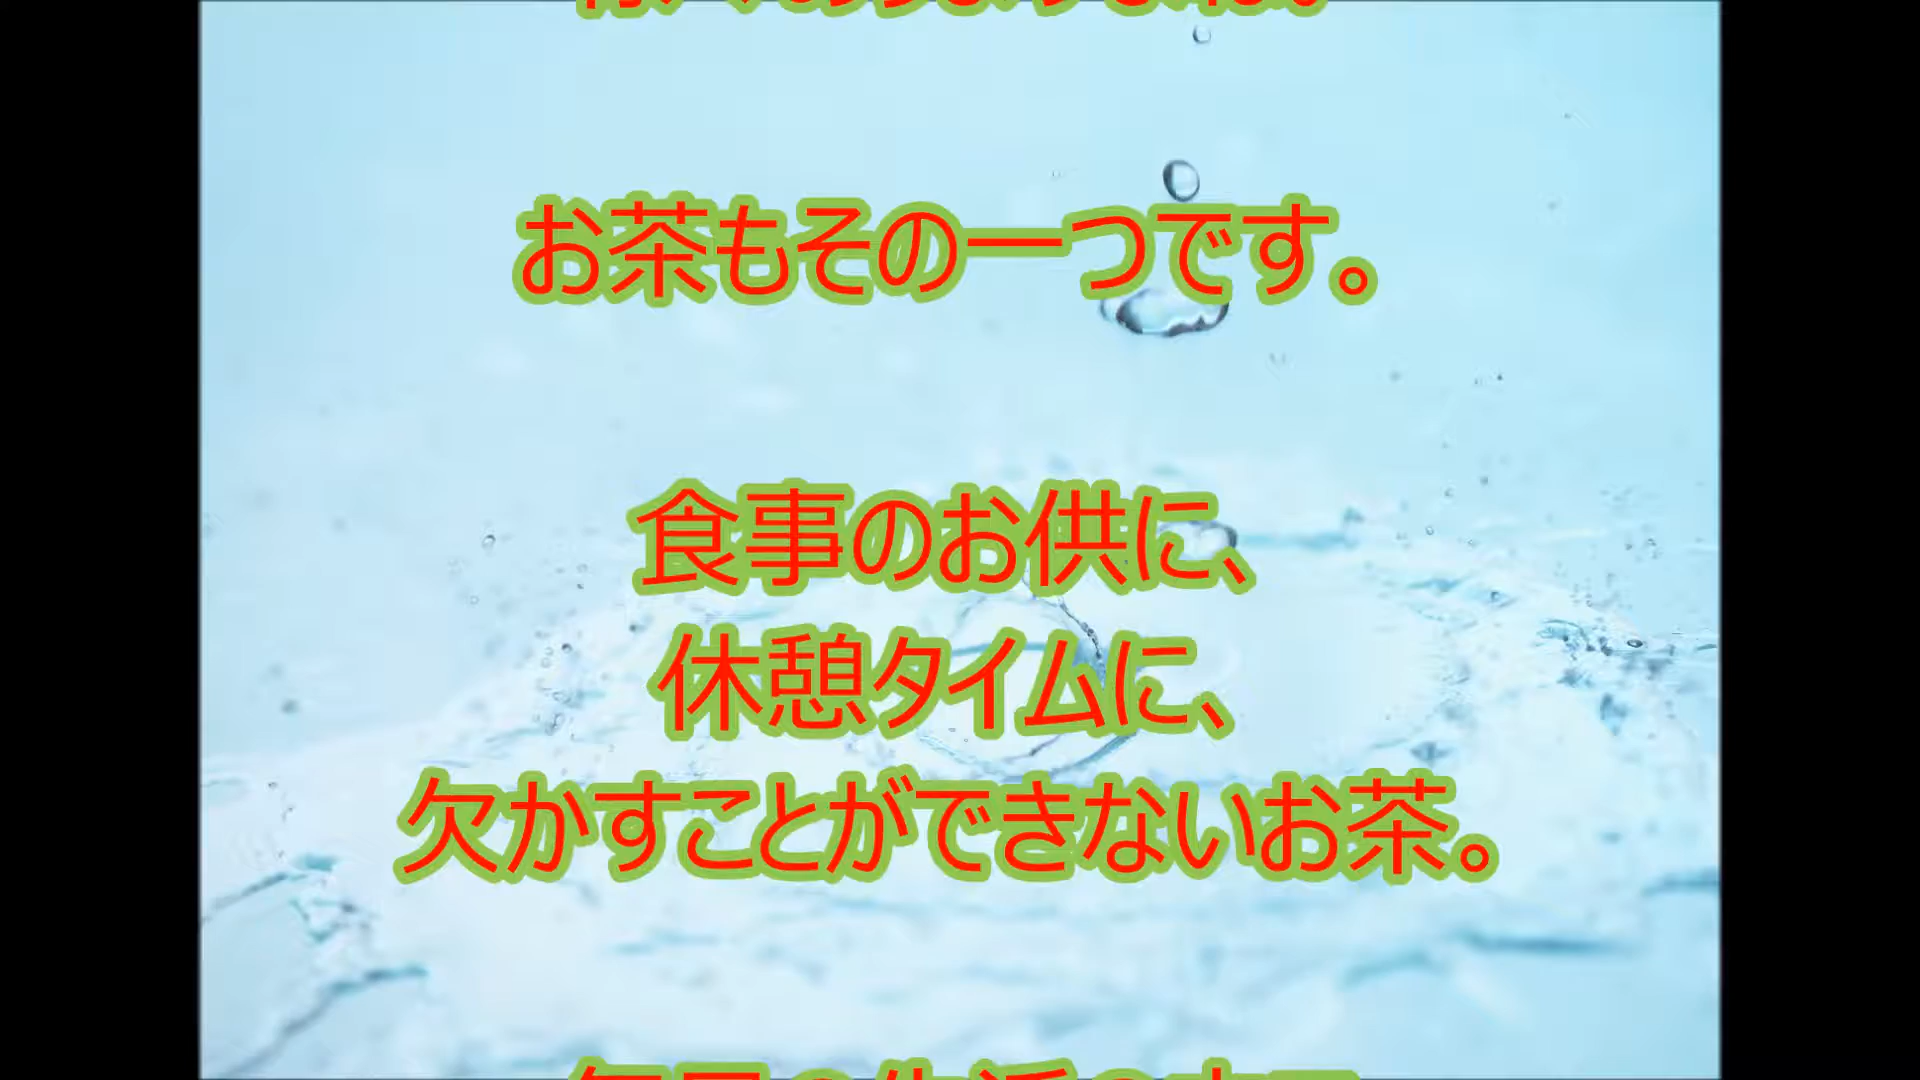 お茶もその一つです。
食事のお供に、
休憩タイムに、
欠かすことができないお茶。